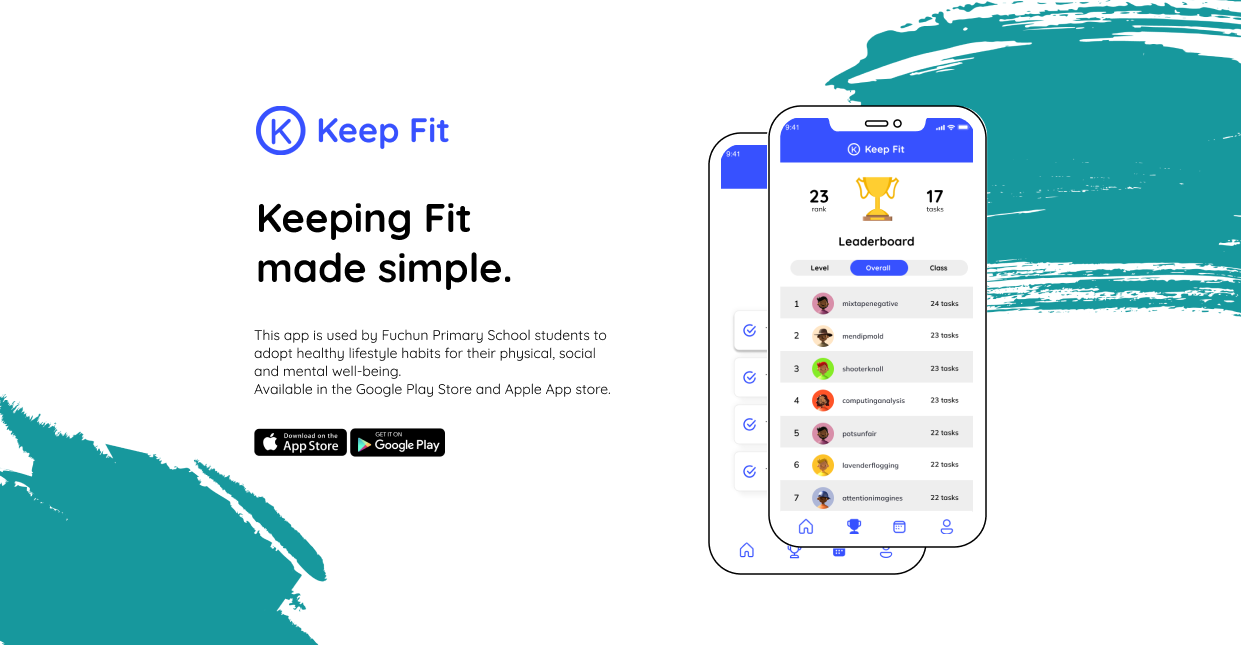 K Keep Fit
Keeping Fit
made simple.
This app is used by Fuchun Primary School students to
adopt healthy lifestyle habits for their physical, social
and mental well-being.
Available in the Google Play Store and Apple App store.
Download on the
App Store
GET IT ON
Google Play
9:41
9:41
K Keep Fit
23
rank
17
tasks
Leaderboard
Level Overall Class
1 mixtapenegative 24 tasks
2 mendipmold 23 tasks
3 shooterknoll 23 tasks
4 computinganalysis 23 tasks
5 potsunfair 22 tasks
6 lavenderflogging 22 tasks
7 attentionimagines 22 tasks